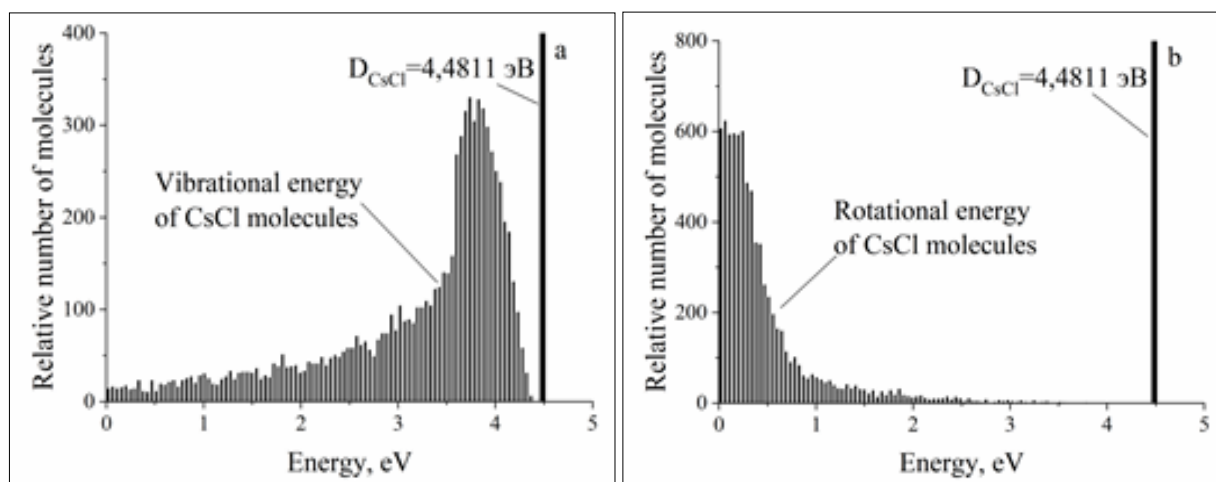 400
300
200
100
0
Relative number of molecules
D_CsCl=4,4811 эВ
a
Vibrational energy
of CsCl molecules
0 1 2 3 4 5
Energy, eV
800
600
400
200
0
Relative number of molecules
D_CsCl=4,4811 эВ
b
Rotational energy
of CsCl molecules
0 1 2 3 4 5
Energy, eV